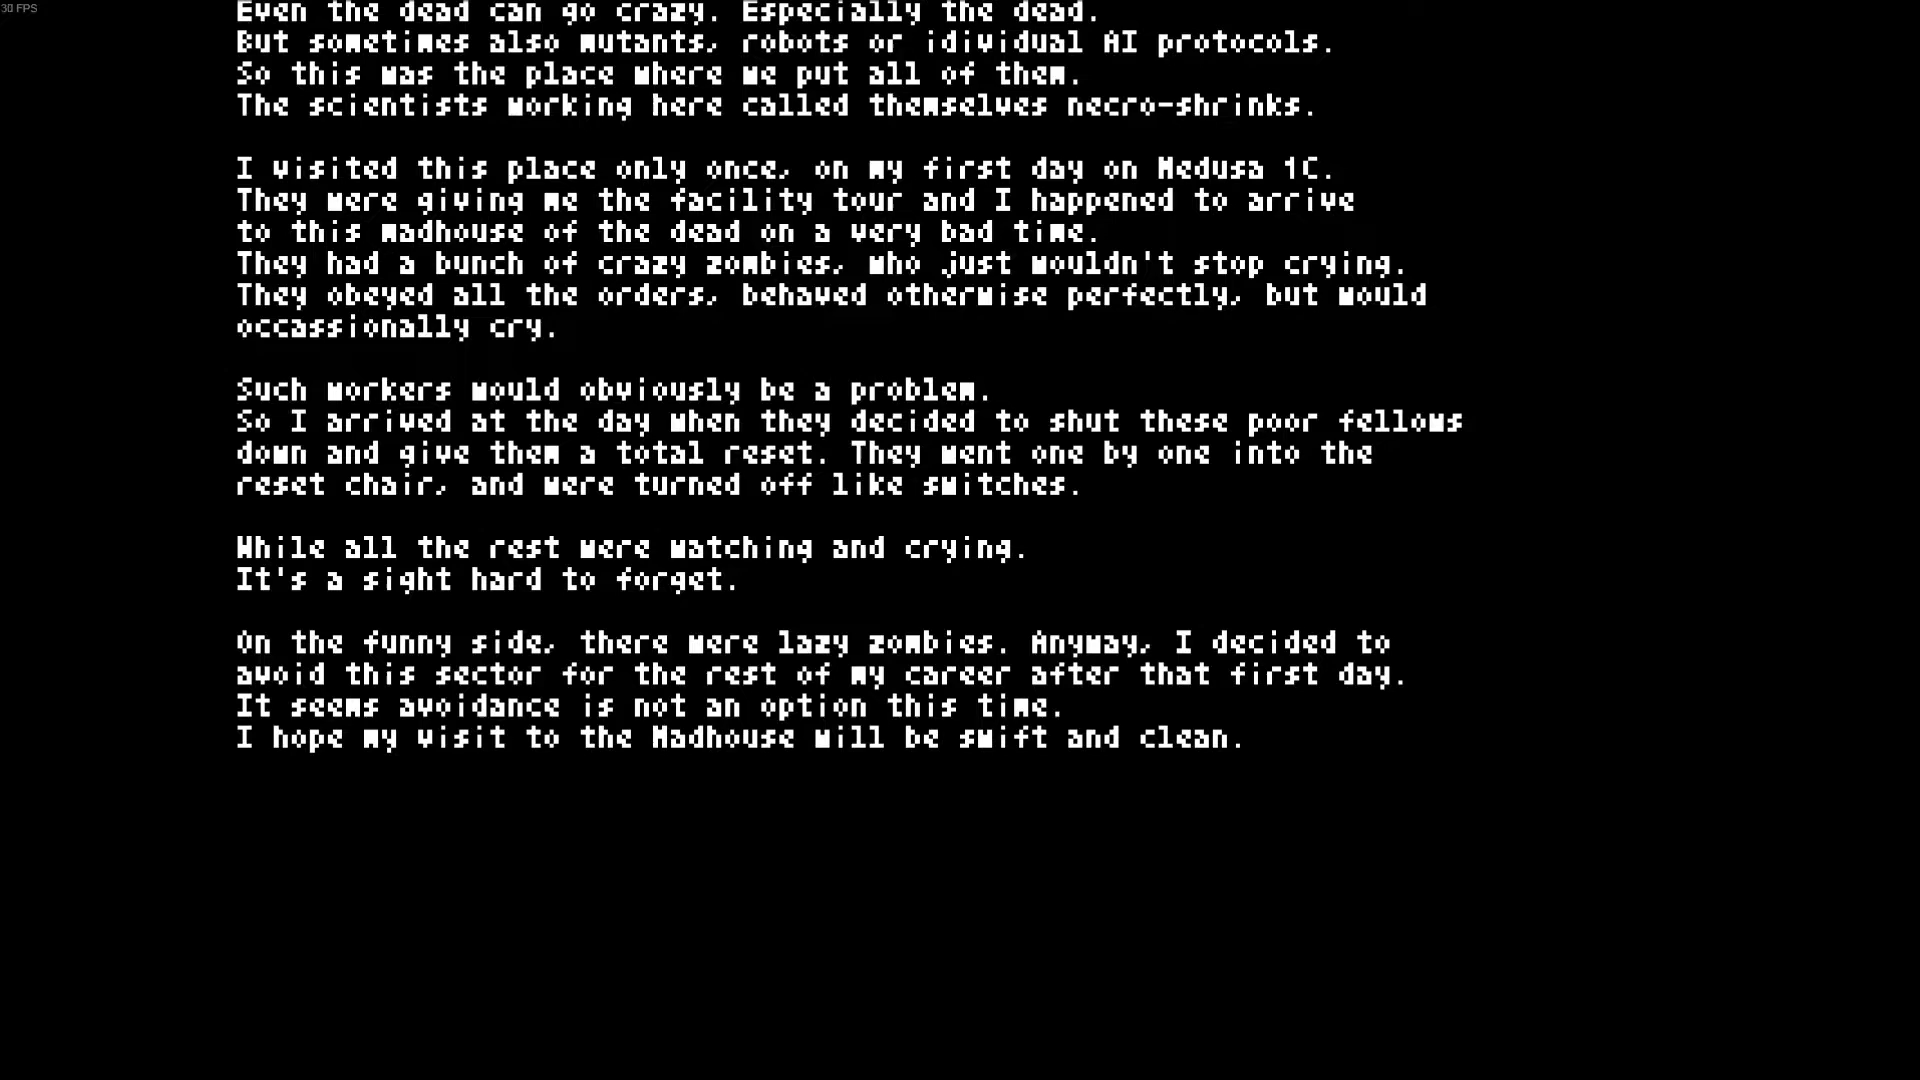 30 FPS
Even the dead can go crazy. Especially the dead.
But sometimes also mutants, robots or idividual AI protocols.
So this was the place where we put all of them.
The scientists working here called themselves necro-shrinks.
I visited this place only once, on my first day on Medusa 1C.
They were giving me the facility tour and I happened to arrive
to this madhouse of the dead on a very bad time.
They had a bunch of crazy zombies, who just wouldn't stop crying.
They obeyed all the orders, behaved otherwise perfectly, but would
occassionally cry.
Such workers would obviously be a problem.
So I arrived at the day when they decided to shut these poor fellows
down and give them a total reset. They went one by one into the
reset chair, and were turned off like switches.
While all the rest were watching and crying.
It's a sight hard to forget.
On the funny side, there were lazy zombies. Anyway, I decided to
avoid this sector for the rest of my career after that first day.
It seems avoidance is not an option this time.
I hope my visit to the Madhouse will be swift and clean.